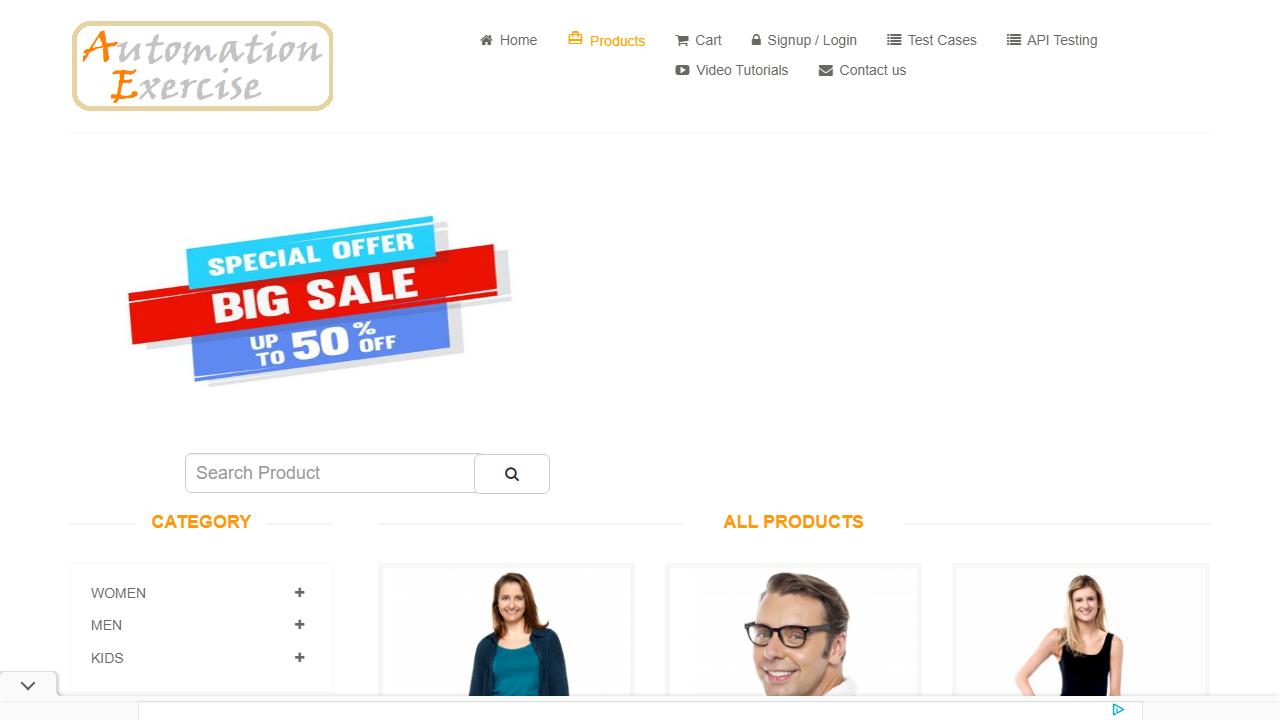 Automation
Exercise
Home
Products
Cart
Signup / Login
Test Cases
API Testing
Video Tutorials
Contact us
SPECIAL OFFER
BIG SALE
UP TO 50% OFF
Search Product
CATEGORY
ALL PRODUCTS
WOMEN
MEN
KIDS